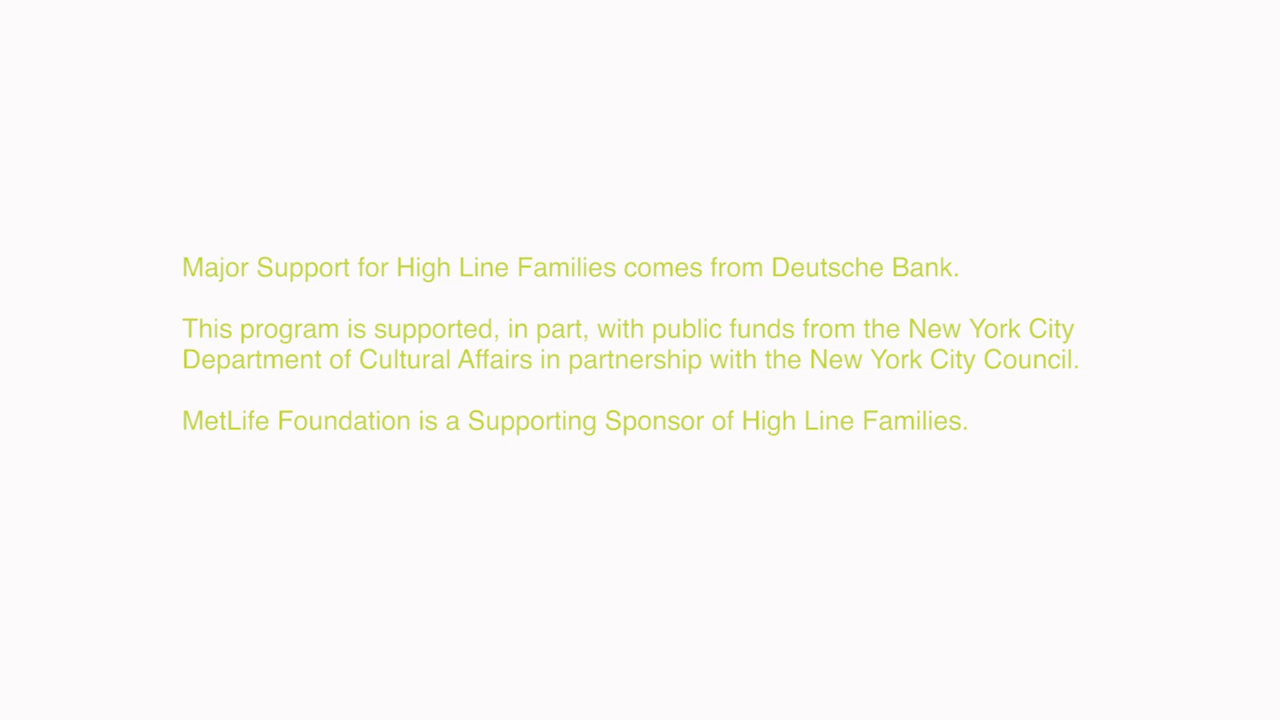 Major Support for High Line Families comes from Deutsche Bank.
This program is supported, in part, with public funds from the New York City
Department of Cultural Affairs in partnership with the New York City Council.
MetLife Foundation is a Supporting Sponsor of High Line Families.